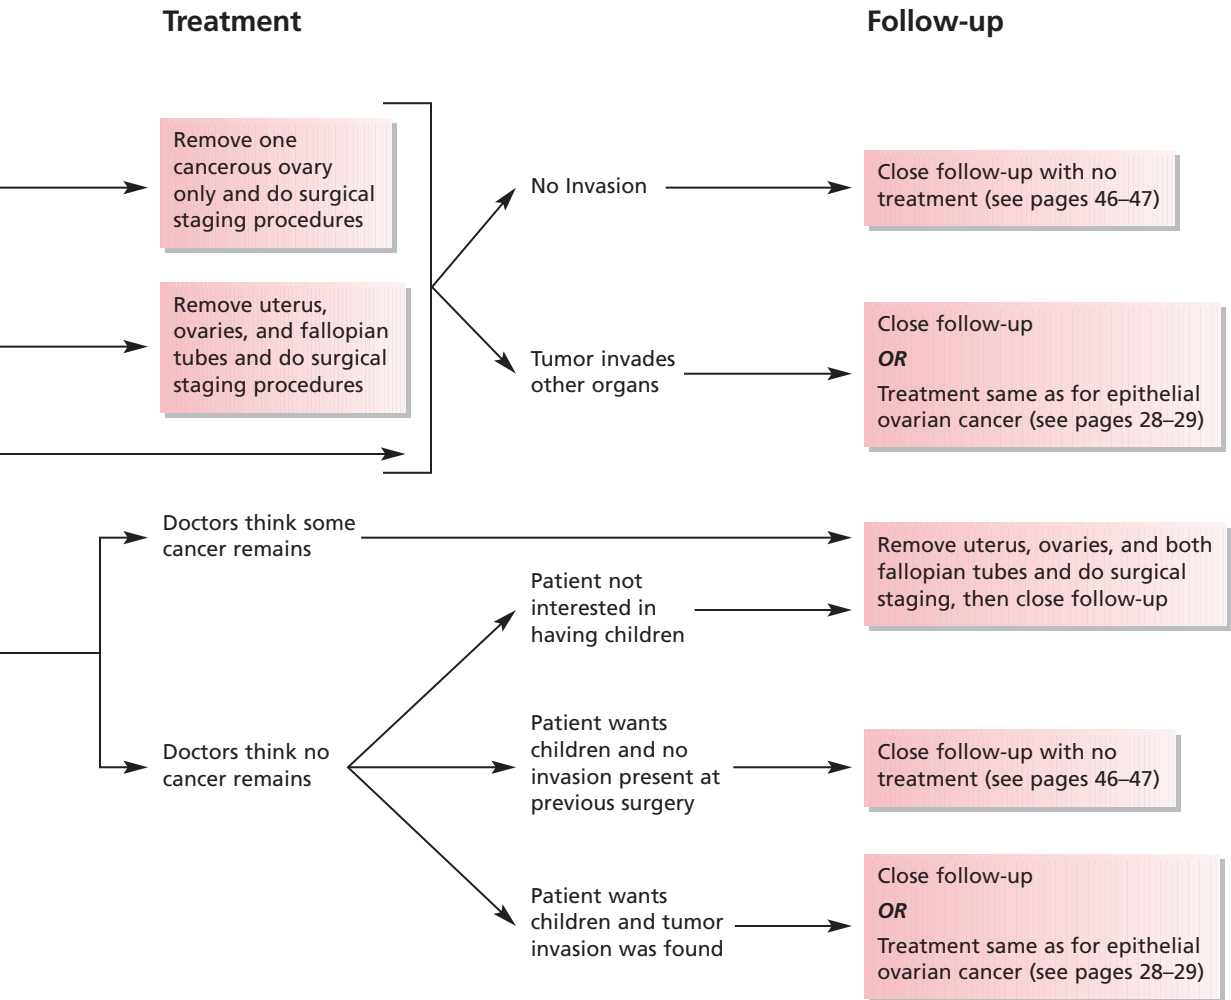 Treatment
Follow-up
Remove one
cancerous ovary
only and do surgical
staging procedures
No Invasion
Close follow-up with no
treatment (see pages 46–47)
Remove uterus,
ovaries, and fallopian
tubes and do surgical
staging procedures
Tumor invades
other organs
Close follow-up
OR
Treatment same as for epithelial
ovarian cancer (see pages 28–29)
Doctors think some
cancer remains
Remove uterus, ovaries, and both
fallopian tubes and do surgical
staging, then close follow-up
Patient not
interested in
having children
Doctors think no
cancer remains
Patient wants
children and no
invasion present at
previous surgery
Close follow-up with no
treatment (see pages 46–47)
Patient wants
children and tumor
invasion was found
Close follow-up
OR
Treatment same as for epithelial
ovarian cancer (see pages 28–29)